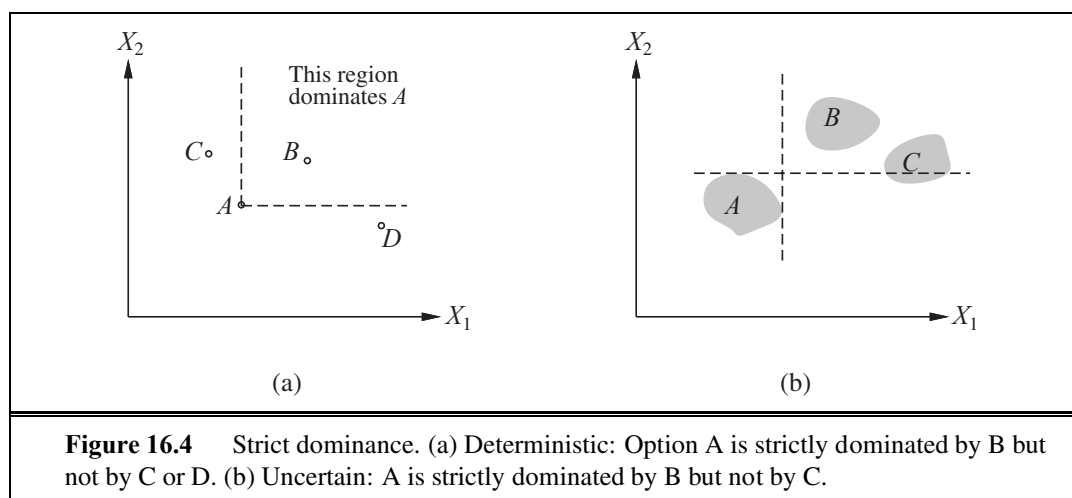 X2
This region
dominates A
C
B
A
D
X1
(a)
X2
B
C
A
X1
(b)
Figure 16.4 Strict dominance. (a) Deterministic: Option A is strictly dominated by B but
not by C or D. (b) Uncertain: A is strictly dominated by B but not by C.